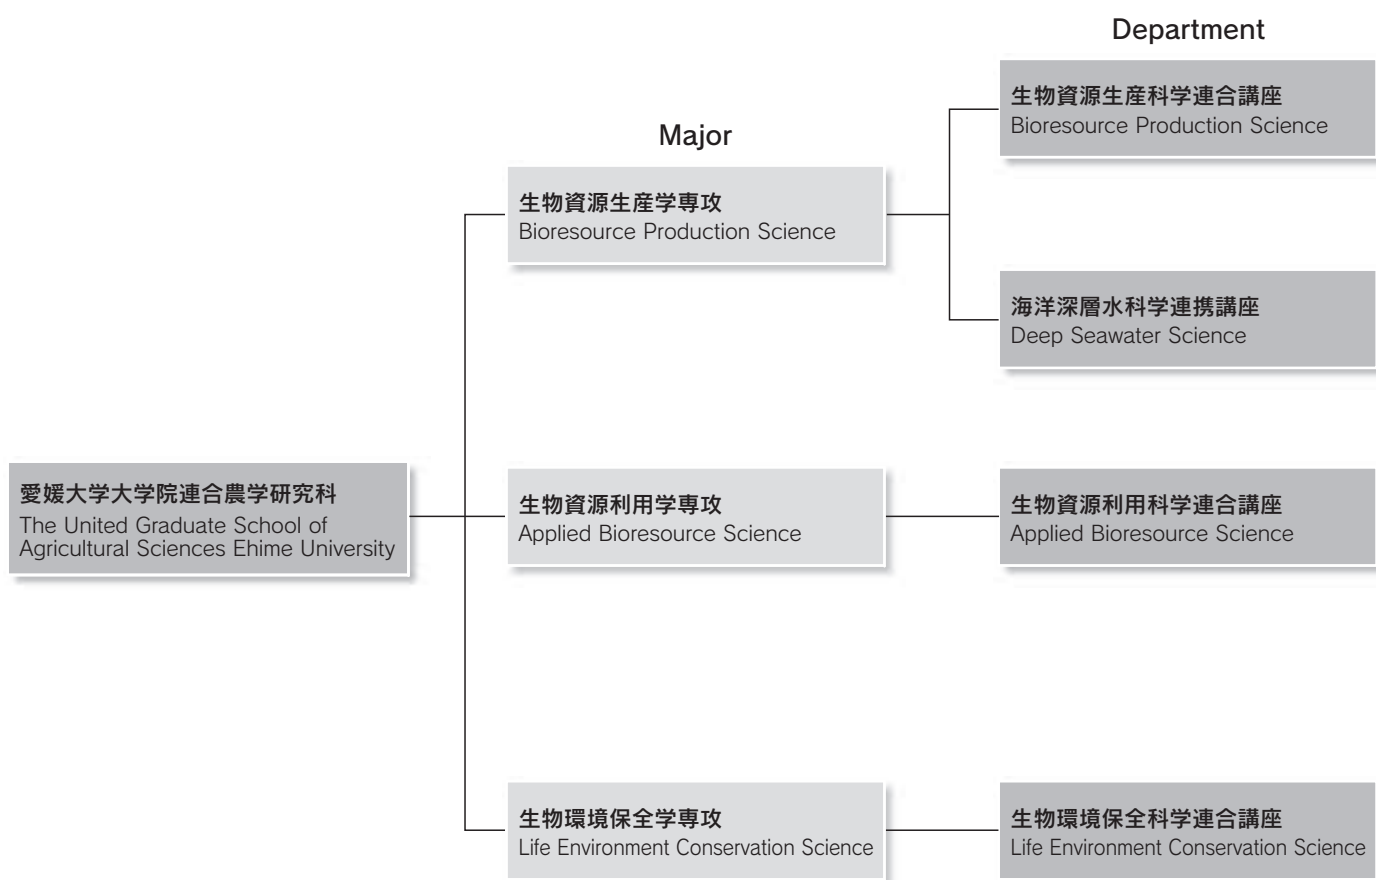 Department
生物資源生産科学連合講座
Bioresource Production Science
Major
生物資源生産学専攻
Bioresource Production Science
海洋深層水科学連携講座
Deep Seawater Science
愛媛大学大学院連合農学研究科
The United Graduate School of
Agricultural Sciences Ehime University
生物資源利用学専攻
Applied Bioresource Science
生物資源利用科学連合講座
Applied Bioresource Science
生物環境保全学専攻
Life Environment Conservation Science
生物環境保全科学連合講座
Life Environment Conservation Science